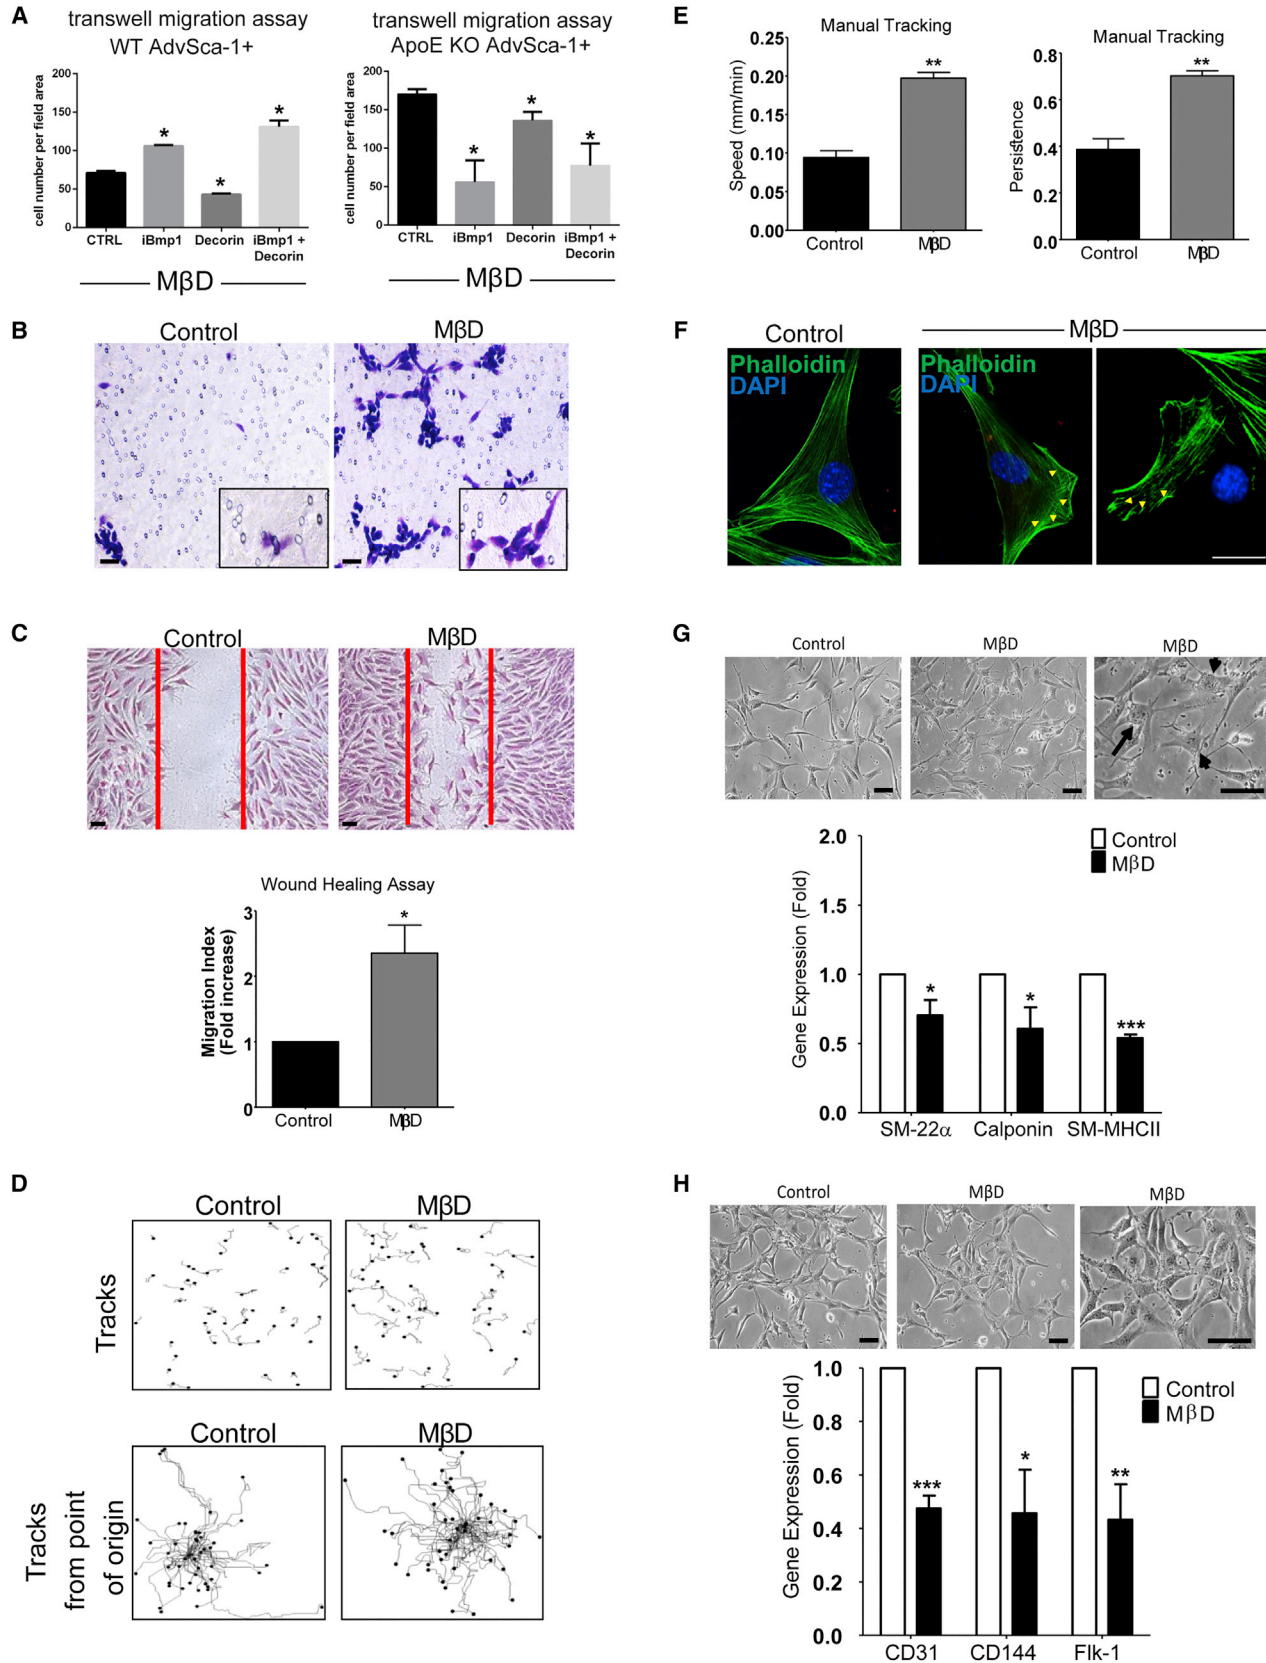 A
transwell migration assay
WT AdvSca-1+
cell number per field area
200
150
100
50
0
*
*
*
CTRL
iBmp1
Decorin
iBmp1 +
Decorin
MβD
transwell migration assay
ApoE KO AdvSca-1+
cell number per field area
200
150
100
50
0
*
*
*
CTRL
iBmp1
Decorin
iBmp1 +
Decorin
MβD
B
Control
MβD
C
Control
MβD
Wound Healing Assay
Migration Index
(Fold increase)
3
2
1
0
*
Control
MβD
D
Control
MβD
Tracks
Control
MβD
Tracks
from point
of origin
E
Manual Tracking
Speed (mm/min)
0.25
0.20
0.15
0.10
0.05
0.00
**
Control
MβD
Manual Tracking
Persistence
0.8
0.6
0.4
0.2
0.0
**
Control
MβD
F
Control
MβD
Phalloidin
DAPI
Phalloidin
DAPI
G
Control
MβD
MβD
Gene Expression (Fold)
2.0
1.5
1.0
0.5
0.0
Control
MβD
*
*
***
SM-22α
Calponin
SM-MHCII
H
Control
MβD
MβD
Gene Expression (Fold)
1.0
0.8
0.6
0.4
0.2
0.0
Control
MβD
***
*
**
CD31
CD144
Flk-1